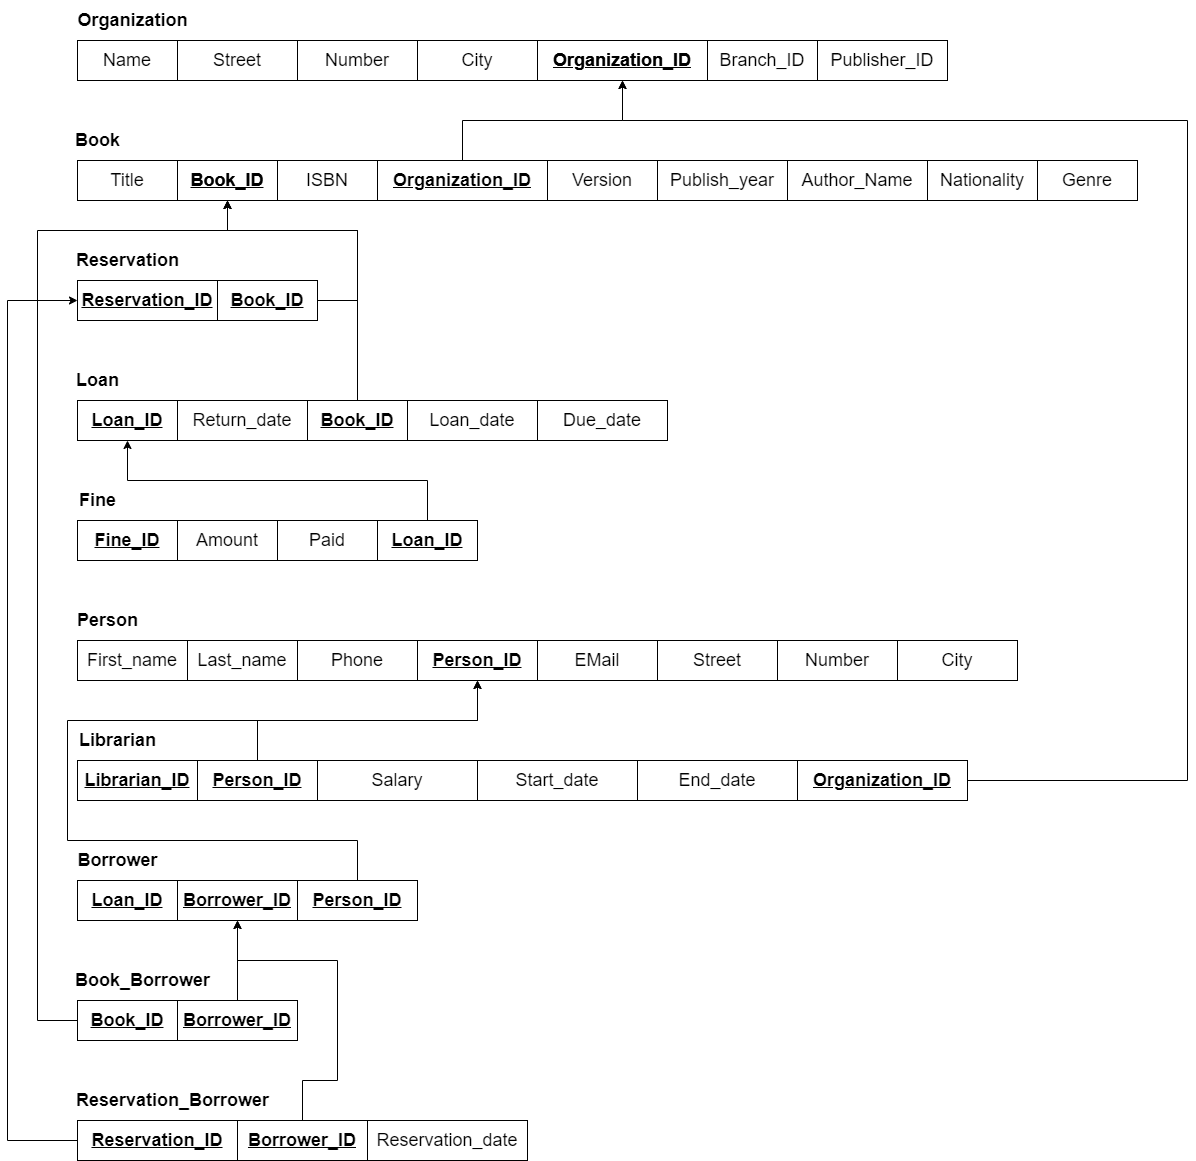 Organization
Name Street Number City Organization_ID Branch_ID Publisher_ID
Book
Title Book_ID ISBN Organization_ID Version Publish_year Author_Name Nationality Genre
Reservation
Reservation_ID Book_ID
Loan
Loan_ID Return_date Book_ID Loan_date Due_date
Fine
Fine_ID Amount Paid Loan_ID
Person
First_name Last_name Phone Person_ID EMail Street Number City
Librarian
Librarian_ID Person_ID Salary Start_date End_date Organization_ID
Borrower
Loan_ID Borrower_ID Person_ID
Book_Borrower
Book_ID Borrower_ID
Reservation_Borrower
Reservation_ID Borrower_ID Reservation_date